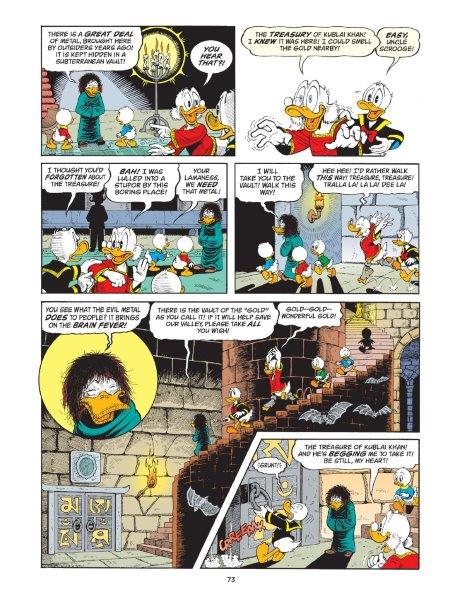 THERE IS A GREAT DEAL
OF METAL, BROUGHT HERE
BY OUTSIDERS YEARS AGO!
IT IS KEPT HIDDEN IN A
SUBTERRANEAN VAULT!
YOU
HEAR
THAT?!
THE TREASURY OF KUBLAI KHAN!
I KNEW IT WAS HERE! I COULD SMELL
THE GOLD NEARBY!
EASY,
UNCLE
SCROOGE!
I THOUGHT YOU'D
FORGOTTEN ABOUT
THE TREASURE!
BAH! I WAS
LULLED INTO A
STUPOR BY THIS
BORING PLACE!
YOUR
LAMANESS,
WE NEED
THAT METAL!
I WILL
TAKE YOU TO THE
VAULT! WALK THIS
WAY!
HEE HEE! I'D RATHER WALK
THIS WAY! TREASURE, TREASURE!
TRALLA LA! LA! DEE LA!
YOU SEE WHAT THE EVIL METAL
DOES TO PEOPLE? IT BRINGS
ON THE BRAIN FEVER!
THERE IS THE VAULT OF THE "GOLD"
AS YOU CALL IT! IF IT WILL HELP SAVE
OUR VALLEY, PLEASE TAKE ALL
YOU WISH!
GOLD--GOLD--
WONDERFUL GOLD!
(GRUNT!)
CRREEEAK
THE TREASURE OF KUBLAI KHAN!
AND HE'S BEGGING ME TO TAKE IT!
BE STILL, MY HEART!
73